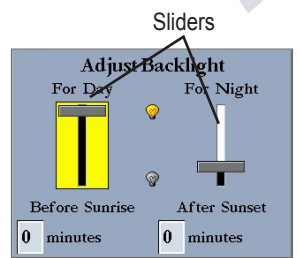 Sliders
Adjust Backlight
For Day For Night
Before Sunrise After Sunset
0 minutes 0 minutes